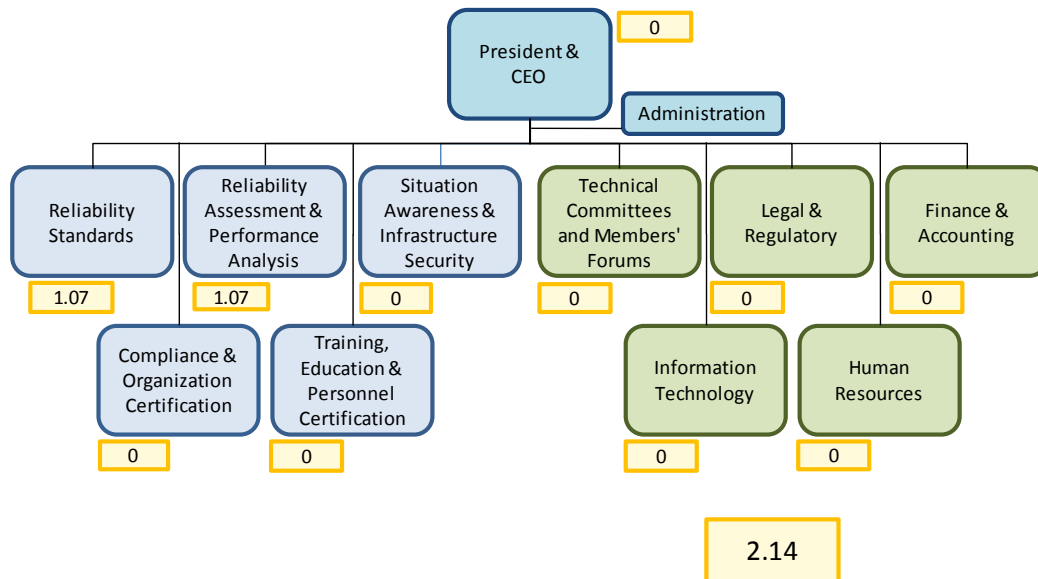 0
President &
CEO
Administration
Reliability
Standards
Reliability
Assessment &
Performance
Analysis
Situation
Awareness &
Infrastructure
Security
Technical
Committees
and Members'
Forums
Legal &
Regulatory
Finance &
Accounting
1.07
1.07
0
0
0
0
Compliance &
Organization
Certification
Training,
Education &
Personnel
Certification
Information
Technology
Human
Resources
0
0
0
0
2.14